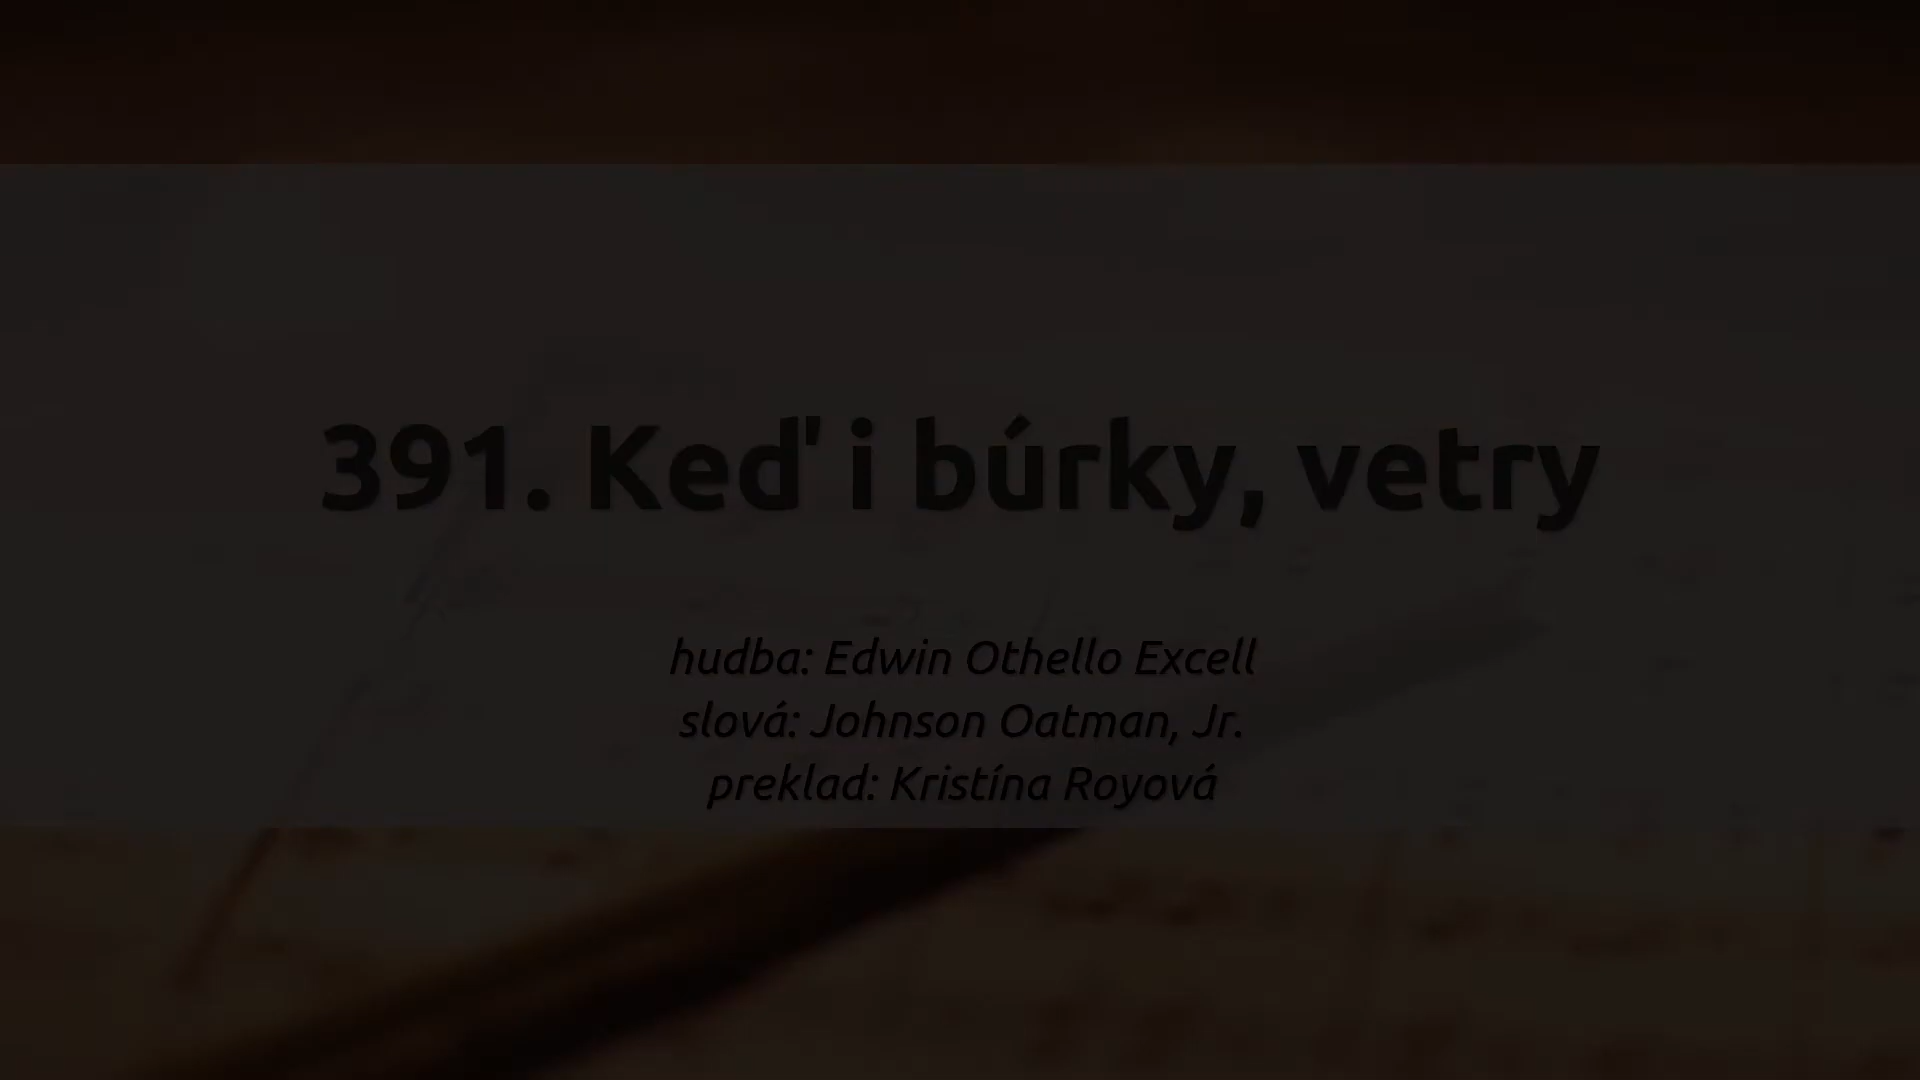 391. Keď i búrky, vetry
hudba: Edwin Othello Excell
slová: Johnson Oatman, Jr.
preklad: Kristína Royová